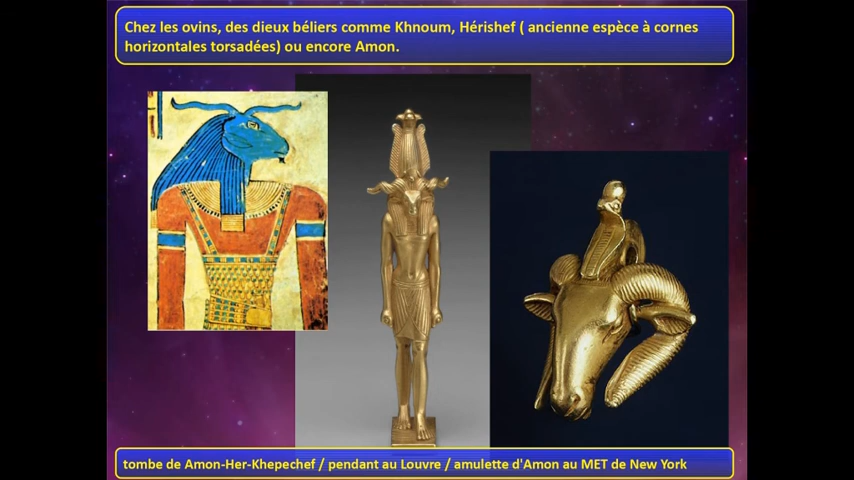 Chez les ovins, des dieux béliers comme Khnoum, Hérishef ( ancienne espèce à cornes
horizontales torsadées) ou encore Amon.
tombe de Amon-Her-Khepechef / pendant au Louvre / amulette d'Amon au MET de New York